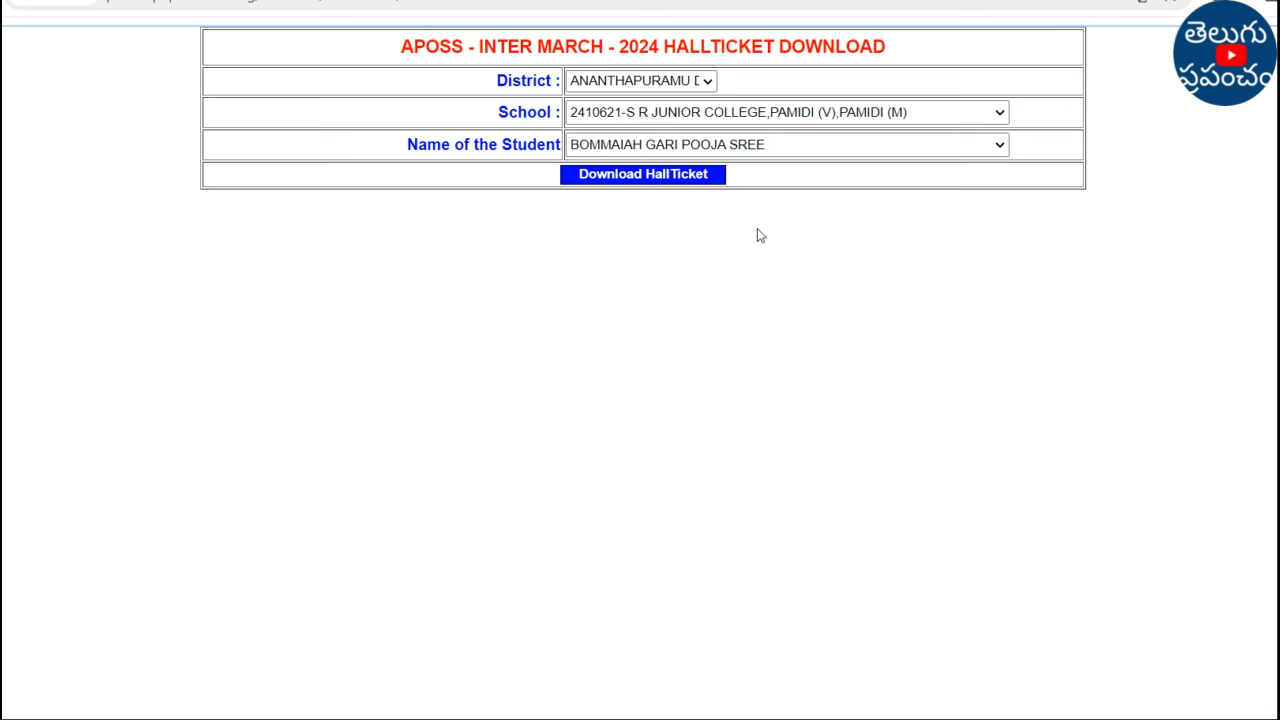 తెలుగు
ప్రపంచం
APOSS - INTER MARCH - 2024 HALLTICKET DOWNLOAD
District : ANANTHAPURAMU D
School : 2410621-S R JUNIOR COLLEGE,PAMIDI (V),PAMIDI (M)
Name of the Student BOMMAIAH GARI POOJA SREE
Download HallTicket